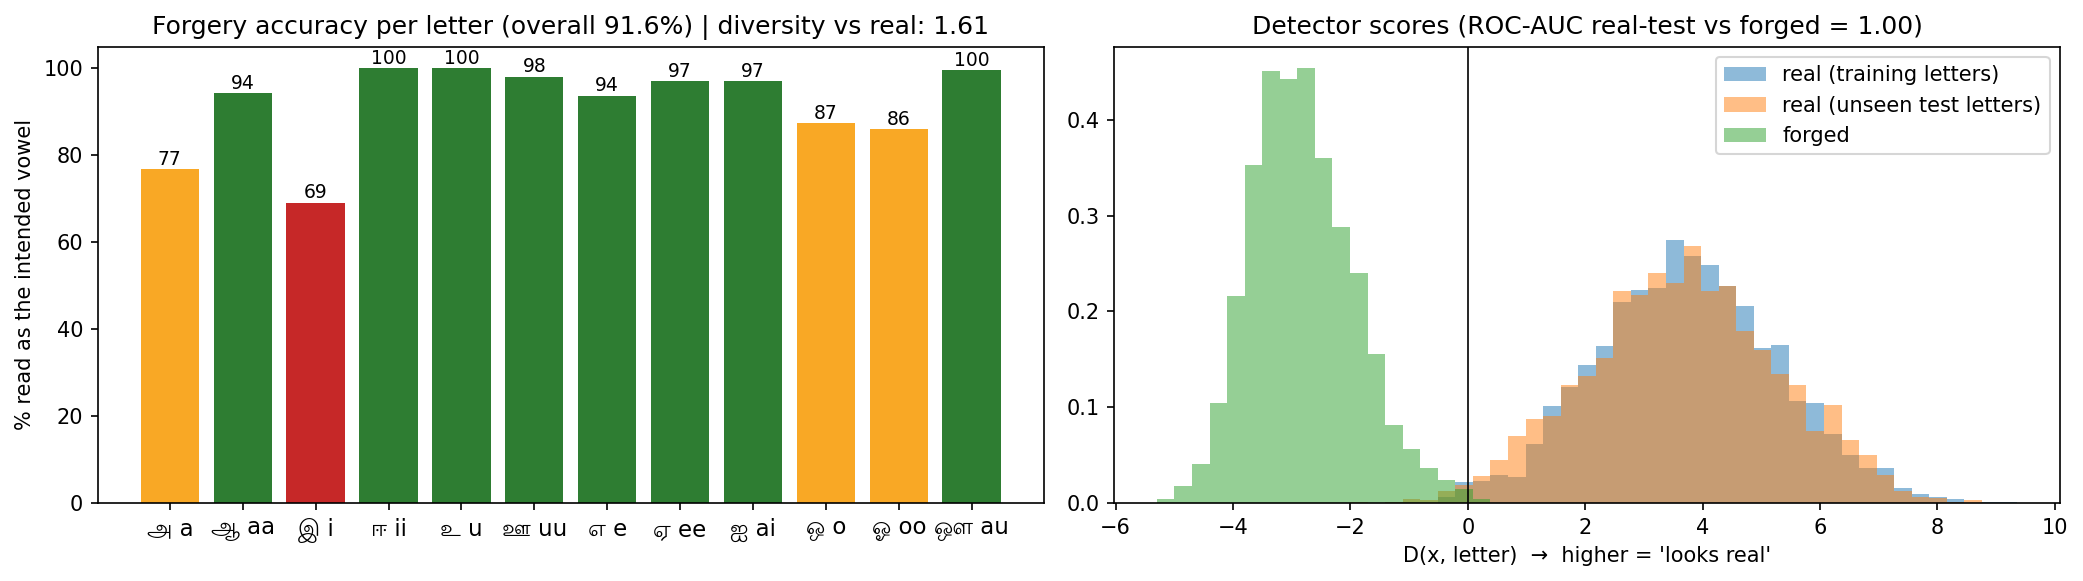 Forgery accuracy per letter (overall 91.6%) | diversity vs real: 1.61
% read as the intended vowel
100
80
60
40
20
0
77
94
69
100
100
98
94
97
97
87
86
100
அ a
ஆ aa
இ i
ஈ ii
உ u
ஊ uu
எ e
ஏ ee
ஐ ai
ஒ o
ஓ oo
ஔ au
Detector scores (ROC-AUC real-test vs forged = 1.00)
real (training letters)
real (unseen test letters)
forged
0.4
0.3
0.2
0.1
0.0
−6
−4
−2
0
2
4
6
8
10
D(x, letter) → higher = 'looks real'